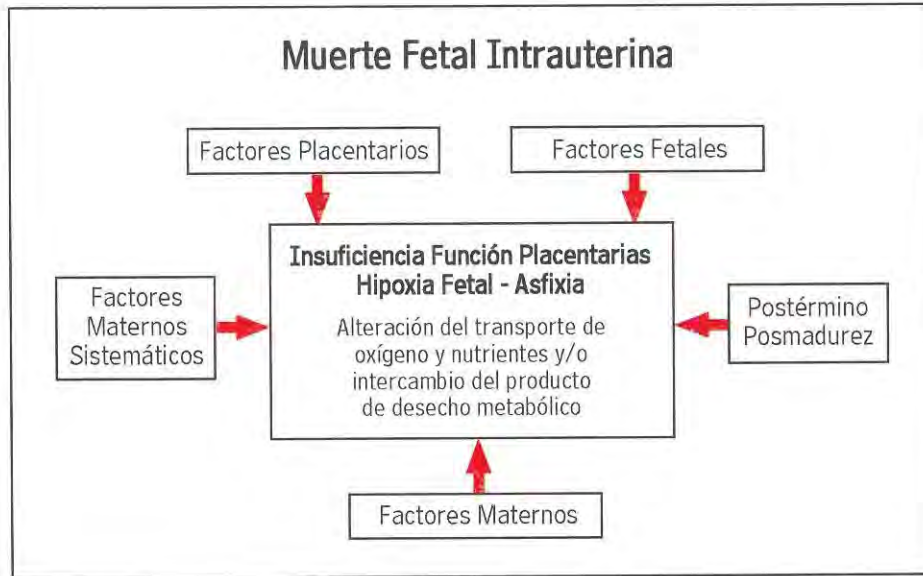 Muerte Fetal Intrauterina
Factores Placentarios
Factores Fetales
Insuficiencia Función Placentarias
Hipoxia Fetal - Asfixia
Alteración del transporte de
oxígeno y nutrientes y/o
intercambio del producto
de desecho metabólico
Factores
Maternos
Sistemáticos
Postérmino
Posmadurez
Factores Maternos